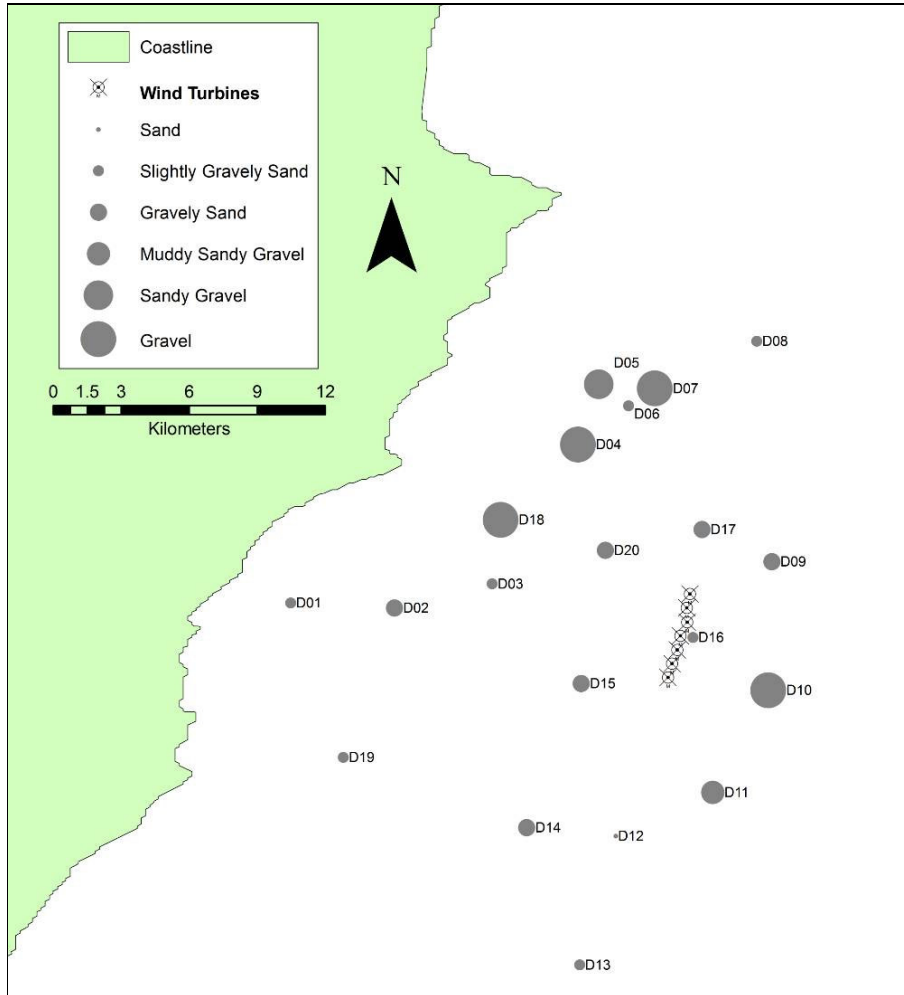 Coastline
Wind Turbines
Sand
Slightly Gravely Sand
Gravely Sand
Muddy Sandy Gravel
Sandy Gravel
Gravel
N
0 1.5 3 6 9 12
Kilometers
D08
D05
D07
D06
D04
D18
D17
D20
D09
D03
D01
D02
D16
D15
D10
D19
D11
D14
D12
D13